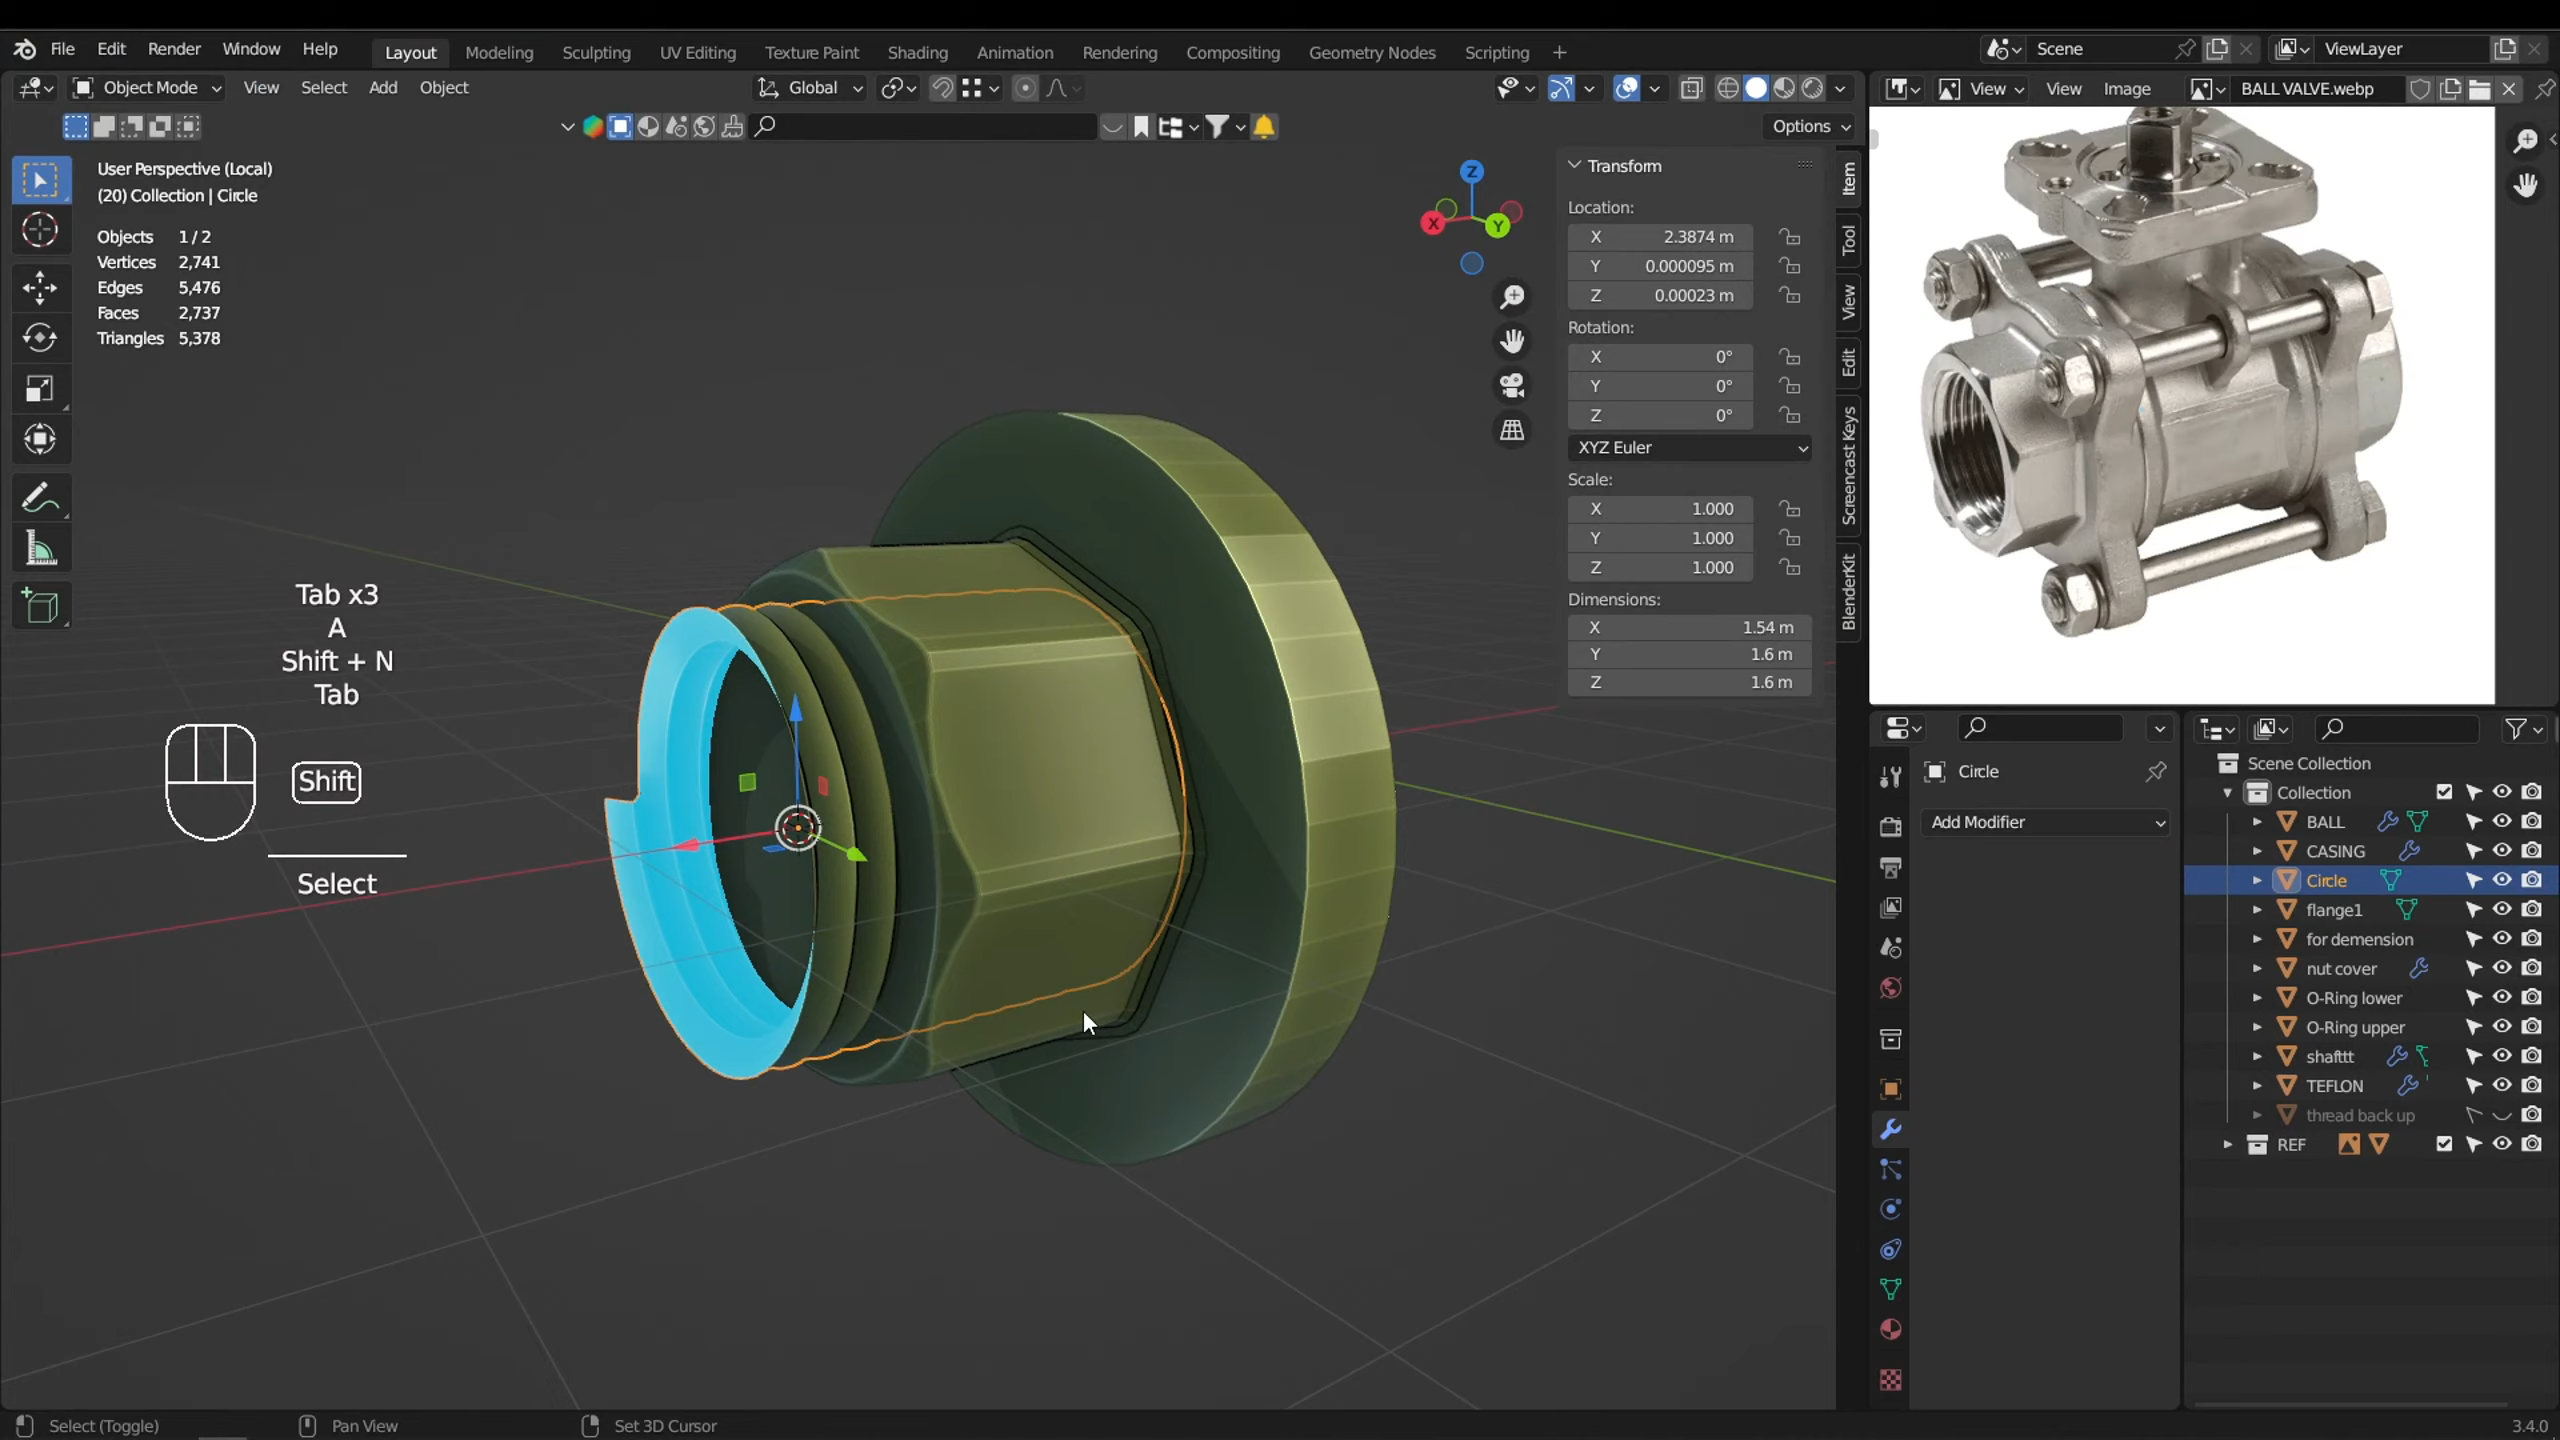 File Edit Render Window Help Layout Modeling Sculpting UV Editing Texture Paint Shading Animation Rendering Compositing Geometry Nodes Scripting + Scene ViewLayer
Object Mode View Select Add Object Global View View Image BALL VALVE.webp
Options
User Perspective (Local)
(20) Collection | Circle
Objects 1 / 2
Vertices 2,741
Edges 5,476
Faces 2,737
Triangles 5,378
Z
X
Y
Transform
Location:
X 2.3874 m
Y 0.000095 m
Z 0.00023 m
Rotation:
X 0°
Y 0°
Z 0°
XYZ Euler
Scale:
X 1.000
Y 1.000
Z 1.000
Dimensions:
X 1.54 m
Y 1.6 m
Z 1.6 m
Item
Tool
View
Edit
Screencast Keys
BlenderKit
Tab x3
A
Shift + N
Tab
Shift
Select
Circle
Add Modifier
Scene Collection
Collection
BALL
CASING
Circle
flange1
for demension
nut cover
O-Ring lower
O-Ring upper
shafttt
TEFLON
thread back up
REF
Select (Toggle) Pan View Set 3D Cursor 3.4.0